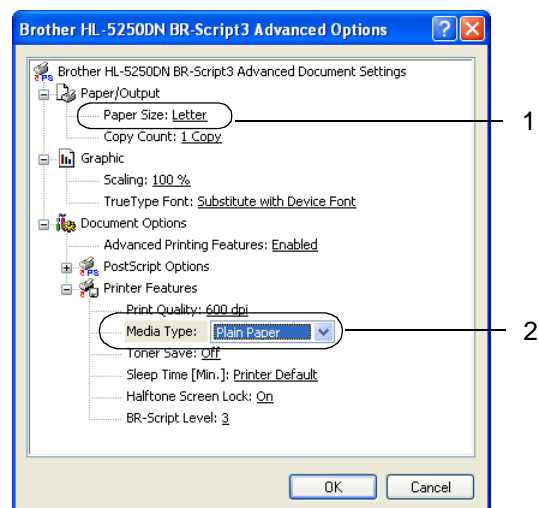 Brother HL-5250DN BR-Script3 Advanced Options
Brother HL-5250DN BR-Script3 Advanced Document Settings
Paper/Output
Paper Size: Letter
1
Copy Count: 1 Copy
Graphic
Scaling: 100 %
TrueType Font: Substitute with Device Font
Document Options
Advanced Printing Features: Enabled
PostScript Options
Printer Features
Print Quality: 600 dpi
Media Type: Plain Paper
2
Toner Save: Off
Sleep Time [Min.]: Printer Default
Halftone Screen Lock: On
BR-Script Level: 3
OK Cancel